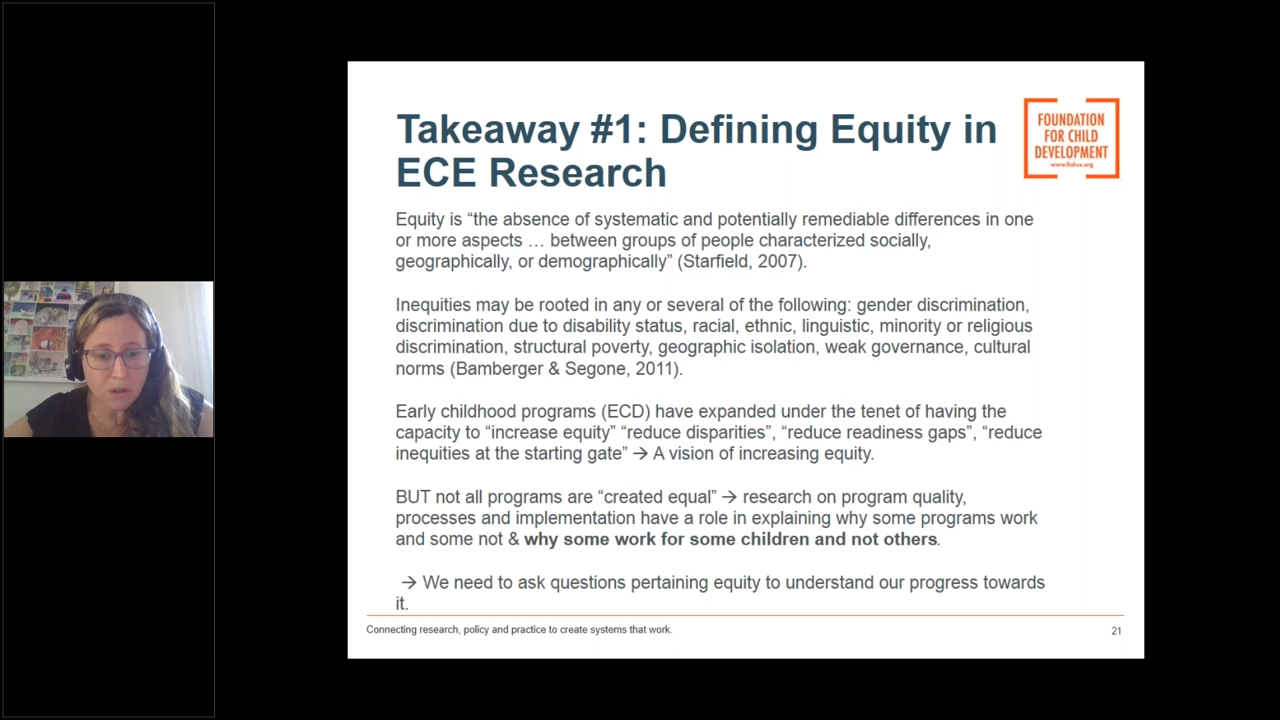 Takeaway #1: Defining Equity in
ECE Research
FOUNDATION
FOR CHILD
DEVELOPMENT
www.fcd-us.org
Equity is “the absence of systematic and potentially remediable differences in one
or more aspects … between groups of people characterized socially,
geographically, or demographically” (Starfield, 2007).
Inequities may be rooted in any or several of the following: gender discrimination,
discrimination due to disability status, racial, ethnic, linguistic, minority or religious
discrimination, structural poverty, geographic isolation, weak governance, cultural
norms (Bamberger & Segone, 2011).
Early childhood programs (ECD) have expanded under the tenet of having the
capacity to “increase equity” “reduce disparities”, “reduce readiness gaps”, “reduce
inequities at the starting gate” → A vision of increasing equity.
BUT not all programs are “created equal” → research on program quality,
processes and implementation have a role in explaining why some programs work
and some not & why some work for some children and not others.
→ We need to ask questions pertaining equity to understand our progress towards
it.
Connecting research, policy and practice to create systems that work.
21